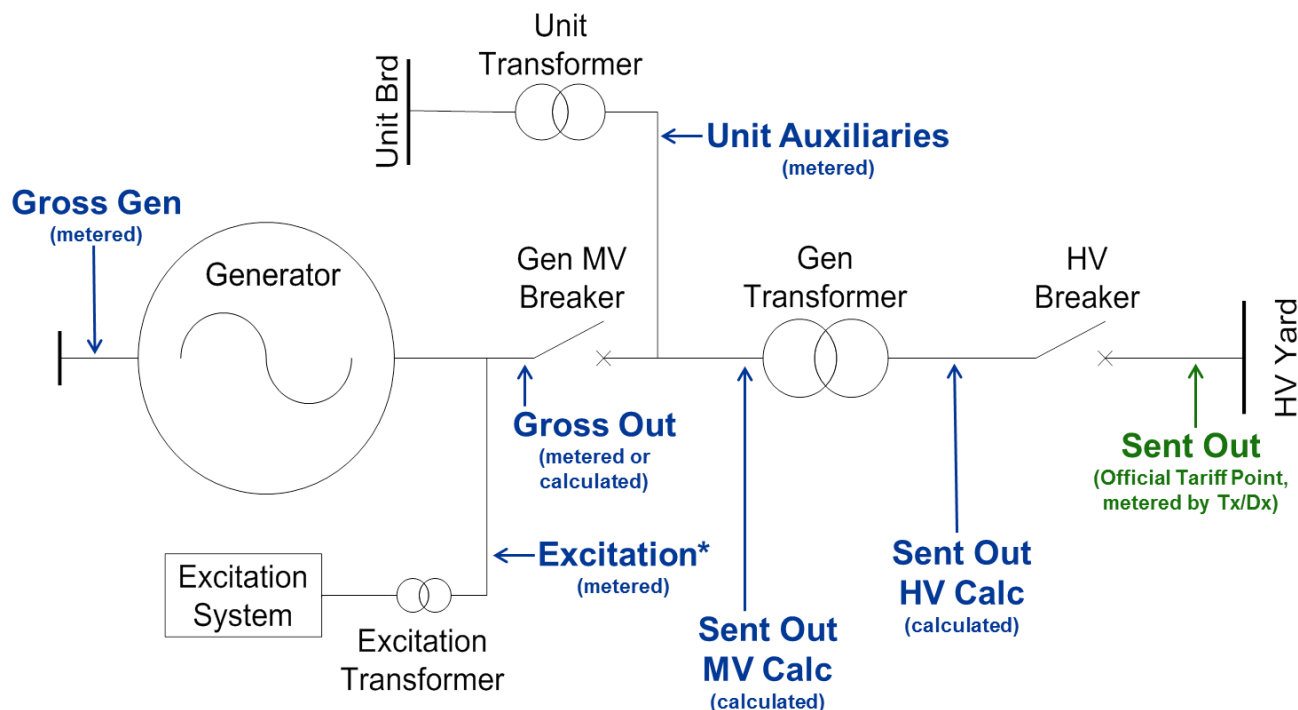 Unit
Transformer
Unit Brd
Unit Auxiliaries
(metered)
Gross Gen
(metered)
Generator
Gen MV
Breaker
Gen
Transformer
HV
Breaker
HV Yard
Gross Out
(metered or
calculated)
Sent Out
(Official Tariff Point,
metered by Tx/Dx)
Excitation*
(metered)
Sent Out
HV Calc
(calculated)
Excitation
System
Excitation
Transformer
Sent Out
MV Calc
(calculated)